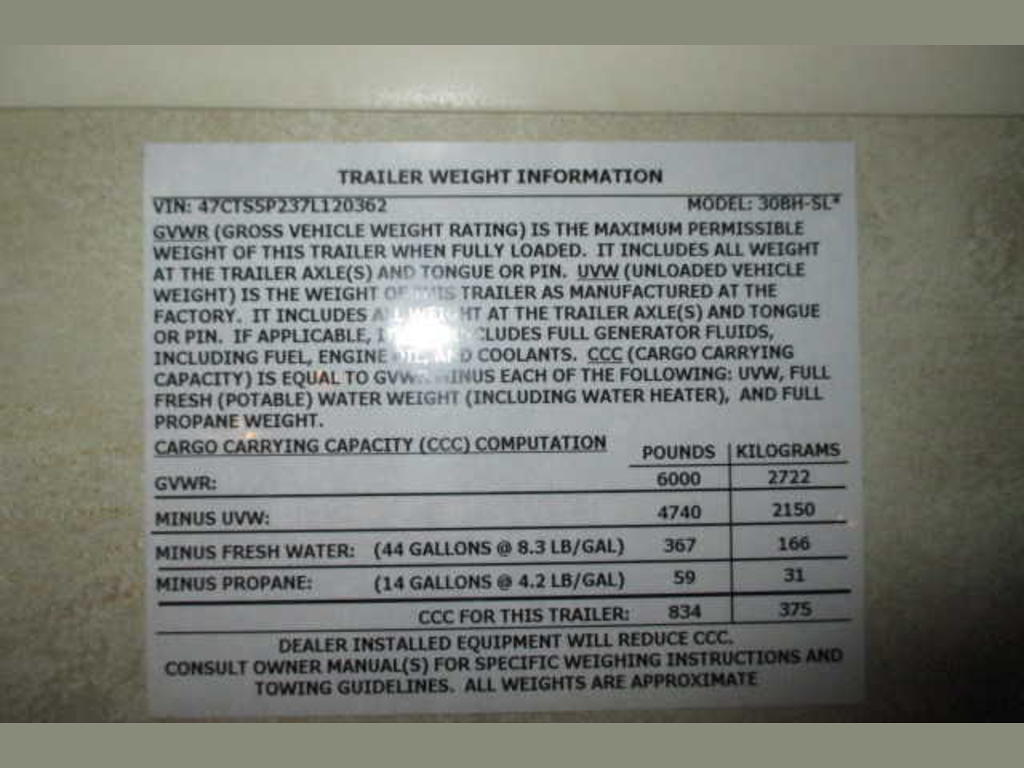 TRAILER WEIGHT INFORMATION
VIN: 47CTS5P237L120362 MODEL: 30BH-SL*
GVWR (GROSS VEHICLE WEIGHT RATING) IS THE MAXIMUM PERMISSIBLE
WEIGHT OF THIS TRAILER WHEN FULLY LOADED. IT INCLUDES ALL WEIGHT
AT THE TRAILER AXLE(S) AND TONGUE OR PIN. UVW (UNLOADED VEHICLE
WEIGHT) IS THE WEIGHT OF THIS TRAILER AS MANUFACTURED AT THE
FACTORY. IT INCLUDES ALL WEIGHT AT THE TRAILER AXLE(S) AND TONGUE
OR PIN. IF APPLICABLE, INCLUDES FULL GENERATOR FLUIDS,
INCLUDING FUEL, ENGINE OIL, AND COOLANTS. CCC (CARGO CARRYING
CAPACITY) IS EQUAL TO GVWR MINUS EACH OF THE FOLLOWING: UVW, FULL
FRESH (POTABLE) WATER WEIGHT (INCLUDING WATER HEATER), AND FULL
PROPANE WEIGHT.
CARGO CARRYING CAPACITY (CCC) COMPUTATION
POUNDS KILOGRAMS
GVWR: 6000 2722
MINUS UVW: 4740 2150
MINUS FRESH WATER: (44 GALLONS @ 8.3 LB/GAL) 367 166
MINUS PROPANE: (14 GALLONS @ 4.2 LB/GAL) 59 31
CCC FOR THIS TRAILER: 834 375
DEALER INSTALLED EQUIPMENT WILL REDUCE CCC.
CONSULT OWNER MANUAL(S) FOR SPECIFIC WEIGHING INSTRUCTIONS AND
TOWING GUIDELINES. ALL WEIGHTS ARE APPROXIMATE